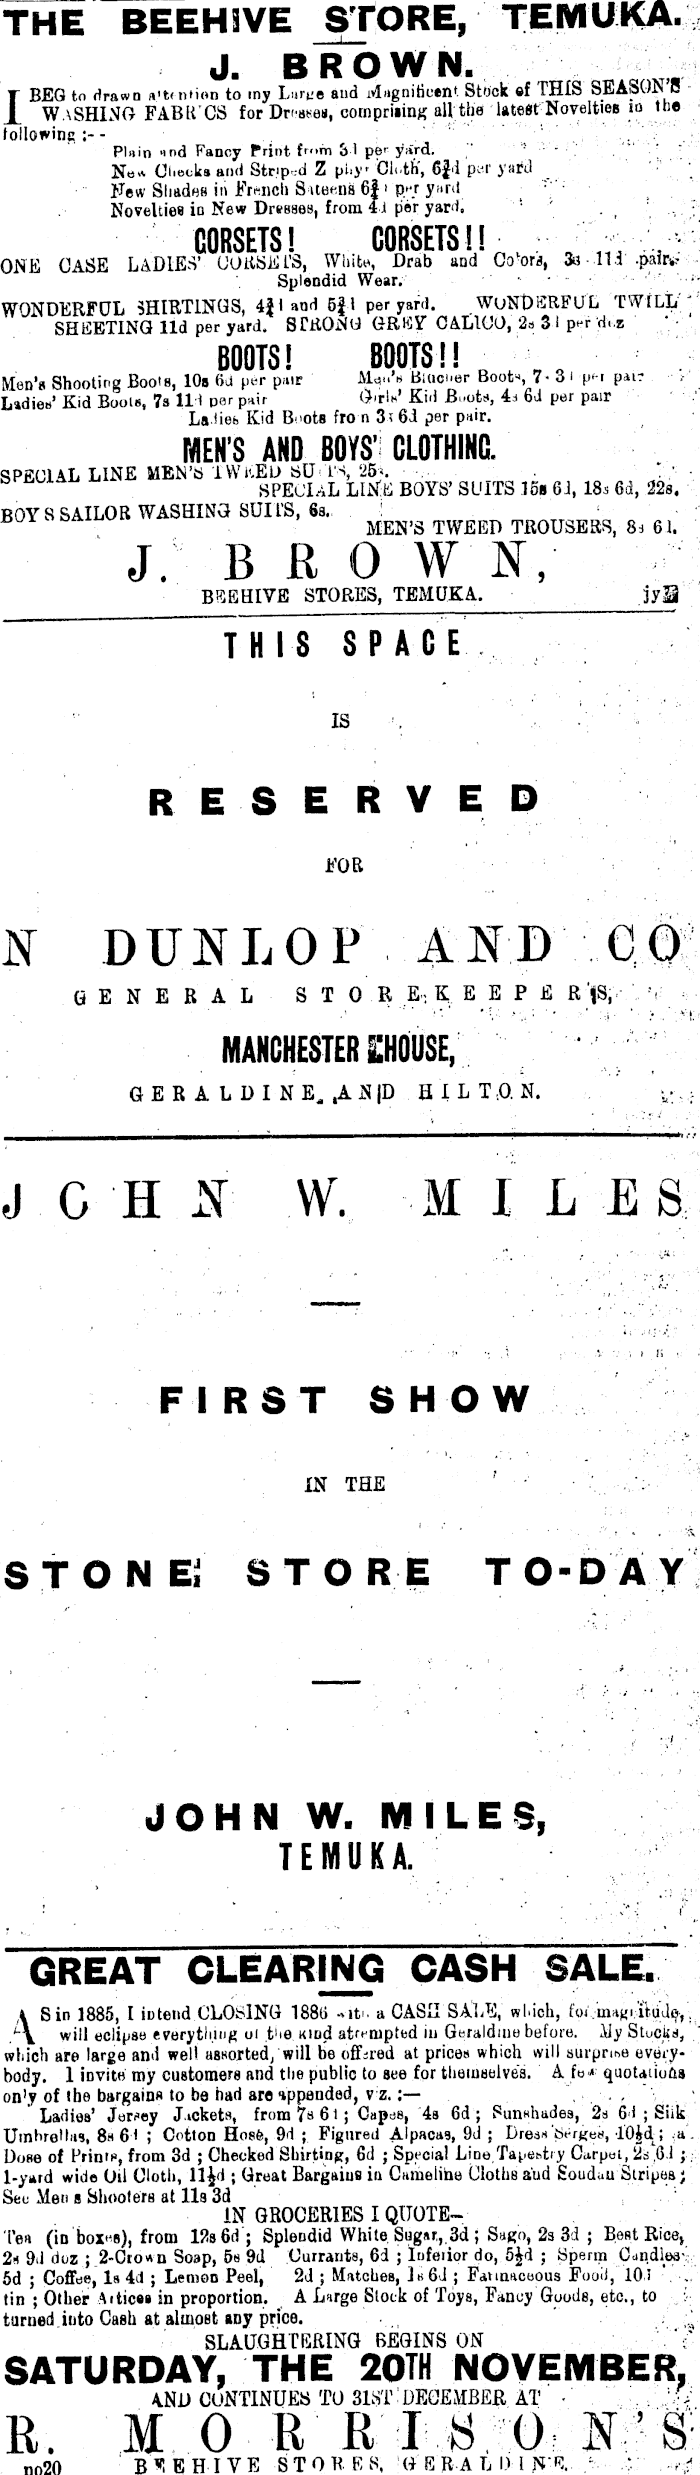 THE BEEHIVE STORE, TEMUKA.
J. BROWN.
I BEG to drawn attention to my Large and Magnificent Stock of THIS SEASON'S
WASHING FABRICS for Dresses, comprising all the latest Novelties in the
following :--
Plain and Fancy Print from 3d per yard.
New Checks and Striped Zephyr Cloth, 6¾d per yard
New Shades in French Sateens 6¾d per yard
Novelties in New Dresses, from 4d per yard.
CORSETS! CORSETS!!
ONE CASE LADIES' CORSETS, White, Drab and Colors, 3s 11d pair.
Splendid Wear.
WONDERFUL SHIRTINGS, 4¾d and 5¾d per yard. WONDERFUL TWILL
SHEETING 11d per yard. STRONG GREY CALICO, 2s 3d per doz
BOOTS! BOOTS!!
Men's Shooting Boots, 10s 6d per pair Men's Blucher Boots, 7s 3d per pair
Ladies' Kid Boots, 7s 11d per pair Girls' Kid Boots, 4s 6d per pair
Ladies Kid Boots from 3s 6d per pair.
MEN'S AND BOYS' CLOTHING.
SPECIAL LINE MEN'S TWEED SUITS, 25s.
SPECIAL LINE BOYS' SUITS 15s 6d, 18s 6d, 22s.
BOYS SAILOR WASHING SUITS, 6s.
MEN'S TWEED TROUSERS, 8s 6d.
J. BROWN,
BEEHIVE STORES, TEMUKA. jy
THIS SPACE
IS
RESERVED
FOR
N DUNLOP AND CO
GENERAL STOREKEEPERS,
MANCHESTER HOUSE,
GERALDINE AND HILTON.
JOHN W. MILES
FIRST SHOW
IN THE
STONE STORE TO-DAY
JOHN W. MILES,
TEMUKA.
GREAT CLEARING CASH SALE.
AS in 1885, I intend CLOSING 1886 with a CASH SALE, which, for magnitude,
will eclipse everything of the kind attempted in Geraldine before. My Stocks,
which are large and well assorted, will be offered at prices which will surprise every-
body. I invite my customers and the public to see for themselves. A few quotations
only of the bargains to be had are appended, viz. :—
Ladies' Jersey Jackets, from 7s 6d ; Capes, 4s 6d ; Sunshades, 2s 6d ; Silk
Umbrellas, 8s 6d ; Cotton Hose, 9d ; Figured Alpacas, 9d ; Dress Serges, 10½d ; a
Dose of Prints, from 3d ; Checked Shirting, 6d ; Special Line Tapestry Carpet, 2s 6d ;
1-yard wide Oil Cloth, 11½d ; Great Bargains in Cameline Cloths and Soudan Stripes ;
See Mens Shooters at 11s 3d
IN GROCERIES I QUOTE—
Tea (in boxes), from 12s 6d ; Splendid White Sugar, 3d ; Sago, 2s 3d ; Best Rice,
2s 9d doz ; 2-Crown Soap, 5s 9d Currants, 6d ; Inferior do, 5½d ; Sperm Candles
5d ; Coffee, 1s 4d ; Lemon Peel, 2d ; Matches, 1s 6d ; Farinaceous Food, 10d
tin ; Other Artices in proportion. A Large Stock of Toys, Fancy Goods, etc., to
turned into Cash at almost any price.
SLAUGHTERING BEGINS ON
SATURDAY, THE 20TH NOVEMBER,
AND CONTINUES TO 31ST DECEMBER AT
R. MORRISON'S
no20 BEEHIVE STORES, GERALDINE.